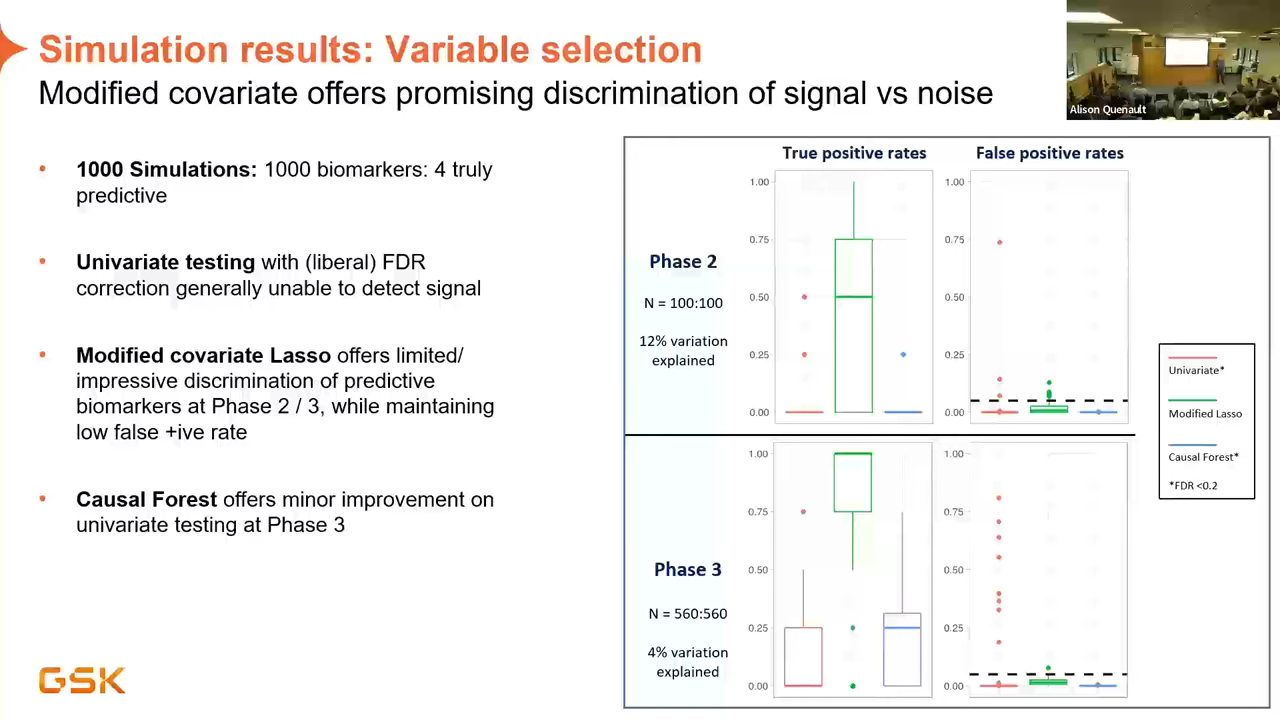 Simulation results: Variable selection
Modified covariate offers promising discrimination of signal vs noise
Alison Quenault
• 1000 Simulations: 1000 biomarkers: 4 truly
predictive
• Univariate testing with (liberal) FDR
correction generally unable to detect signal
• Modified covariate Lasso offers limited/
impressive discrimination of predictive
biomarkers at Phase 2 / 3, while maintaining
low false +ive rate
• Causal Forest offers minor improvement on
univariate testing at Phase 3
GSK
True positive rates
False positive rates
Phase 2
N = 100:100
12% variation
explained
1.00
0.75
0.50
0.25
0.00
1.00
0.75
0.50
0.25
0.00
Phase 3
N = 560:560
4% variation
explained
1.00
0.75
0.50
0.25
0.00
1.00
0.75
0.50
0.25
0.00
Univariate*
Modified Lasso
Causal Forest*
*FDR <0.2